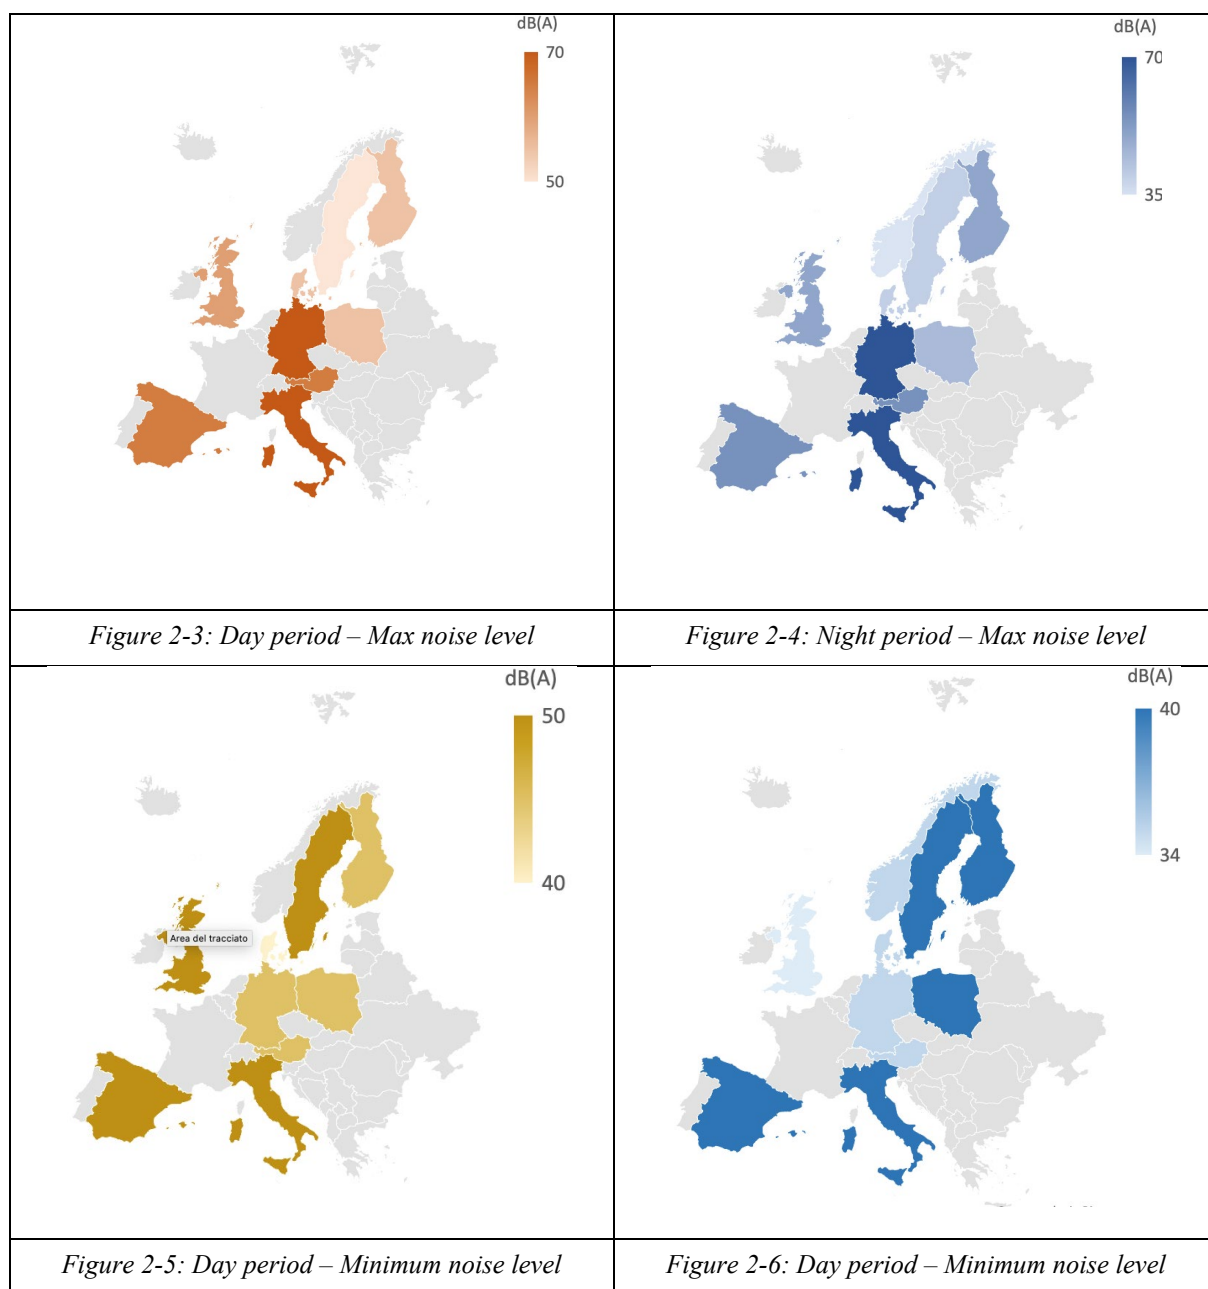 dB(A)
70
50
dB(A)
70
35
Figure 2-3: Day period – Max noise level
Figure 2-4: Night period – Max noise level
dB(A)
50
40
Area del tracciato
dB(A)
40
34
Figure 2-5: Day period – Minimum noise level
Figure 2-6: Day period – Minimum noise level